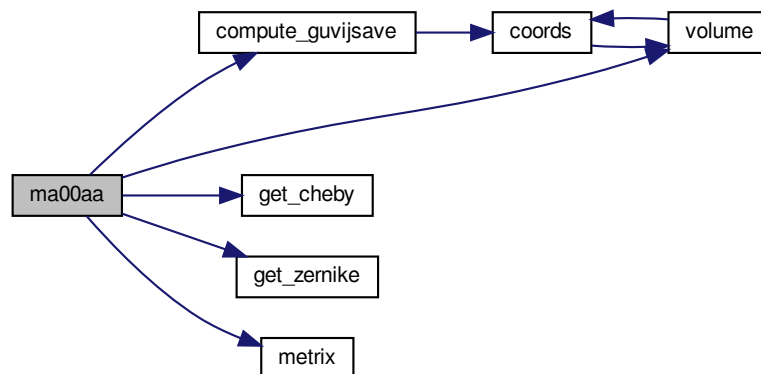 compute_guvijsave
coords
volume
ma00aa
get_cheby
get_zernike
metrix